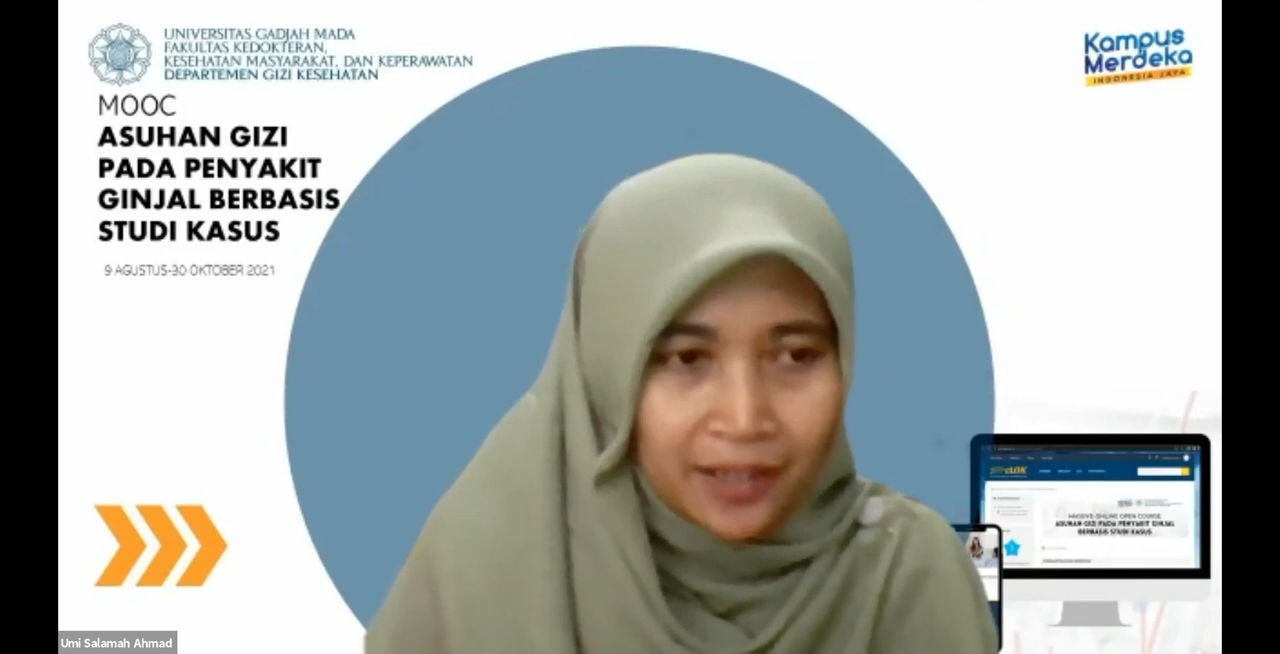 UNIVERSITAS GADJAH MADA
FAKULTAS KEDOKTERAN,
KESEHATAN MASYARAKAT, DAN KEPERAWATAN
DEPARTEMEN GIZI KESEHATAN
Kampus
Merdeka
INDONESIA JAYA
MOOC
ASUHAN GIZI
PADA PENYAKIT
GINJAL BERBASIS
STUDI KASUS
9 AGUSTUS-30 OKTOBER 2021
MASSIVE ONLINE OPEN COURSE
ASUHAN GIZI PADA PENYAKIT GINJAL
BERBASIS STUDI KASUS
Umi Salamah Ahmad